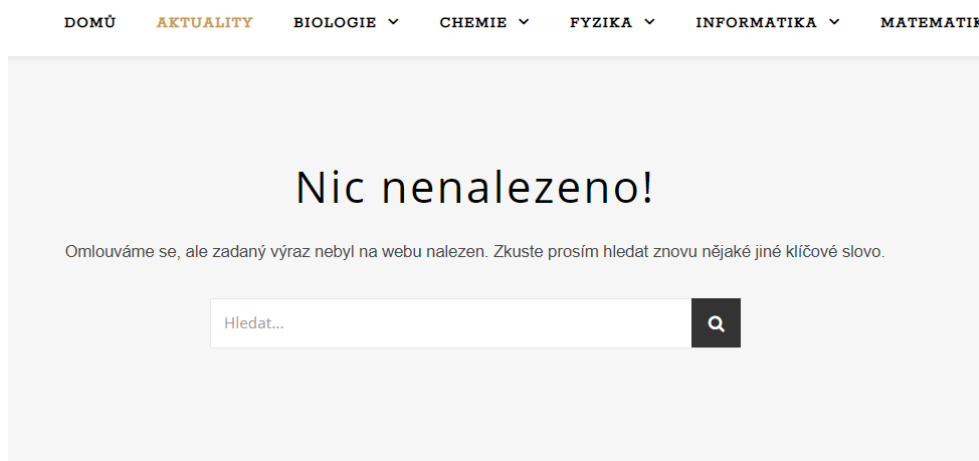 DOMŮ AKTUALITY BIOLOGIE CHEMIE FYZIKA INFORMATIKA MATEMATIK
Nic nenalezeno!
Omlouváme se, ale zadaný výraz nebyl na webu nalezen. Zkuste prosím hledat znovu nějaké jiné klíčové slovo.
Hledat...